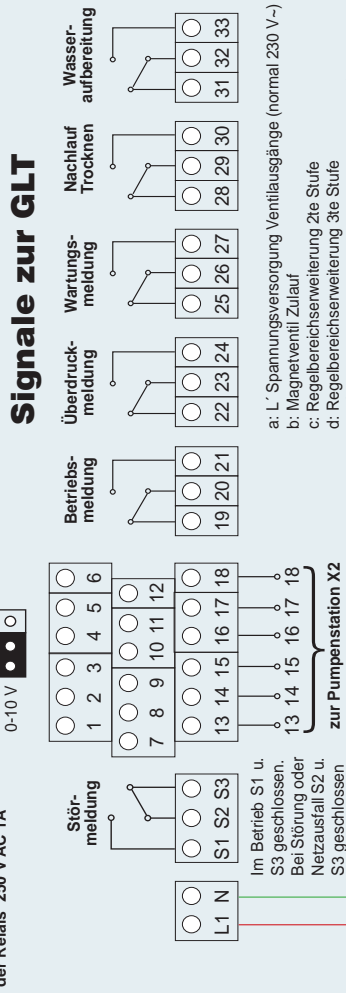 der Relais 250 V AC 1A
0-10 V
Signale zur GLT
Stör-
meldung
Betriebs-
meldung
Überdruck-
meldung
Wartungs-
meldung
Nachlauf
Trocknen
Wasser-
aufbereitung
L1 N
S1 S2 S3
1 2 3 4 5 6
7 8 9 10 11 12
13 14 15 16 17 18
19 20 21
22 23 24
25 26 27
28 29 30
31 32 33
13 14 15 16 17 18
zur Pumpenstation X2
Im Betrieb S1 u.
S3 geschlossen.
Bei Störung oder
Netzausfall S2 u.
S3 geschlossen
a: L´ Spannungsversorgung Ventilausgänge (normal 230 V~)
b: Magnetventil Zulauf
c: Regelbereichserweiterung 2te Stufe
d: Regelbereichserweiterung 3te Stufe